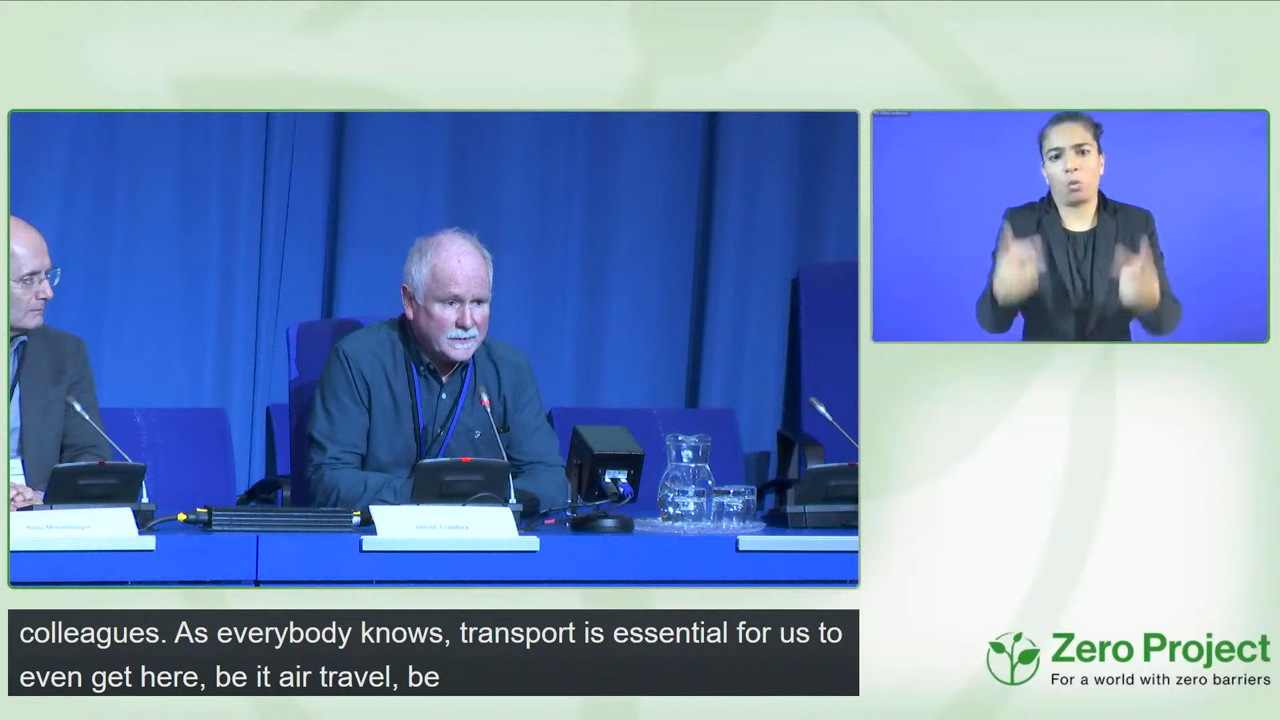 colleagues. As everybody knows, transport is essential for us to
even get here, be it air travel, be
Zero Project
For a world with zero barriers